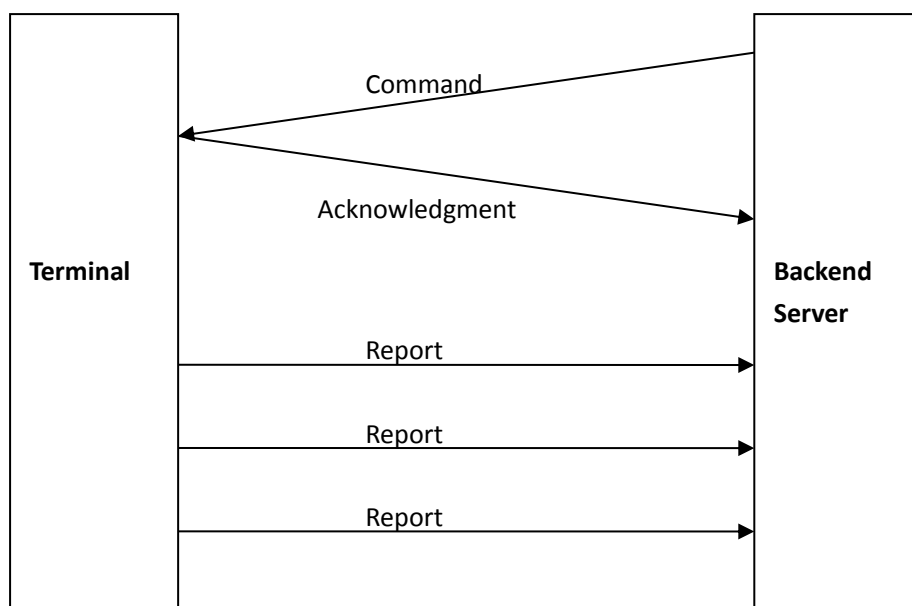 Command
Acknowledgment
Terminal
Backend
Server
Report
Report
Report